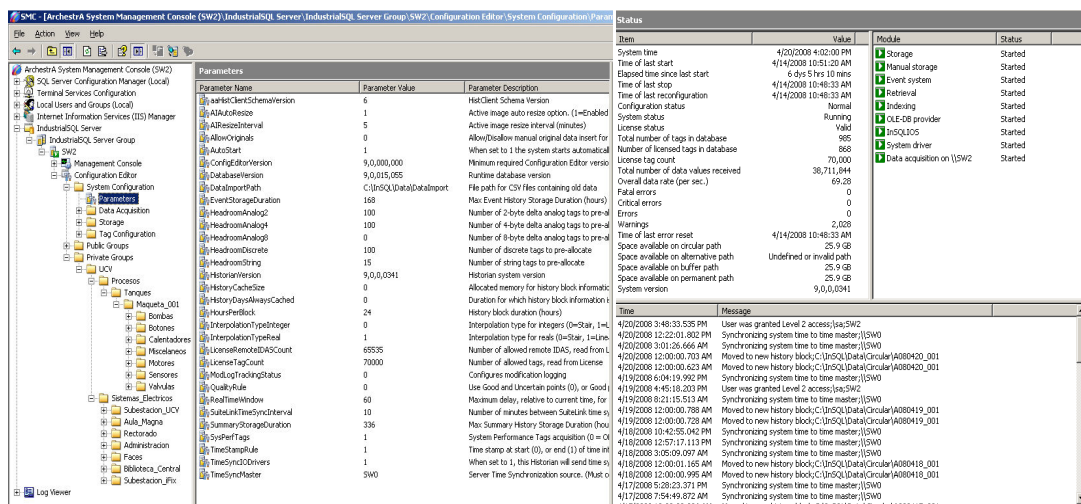 SMC - [ArchestrA System Management Console (SW2)\IndustrialSQL Server\IndustrialSQL Server Group\SW2\Configuration Editor\System Configuration\Param
File Action View Help
ArchestrA System Management Console (SW2)
SQL Server Configuration Manager (Local)
Terminal Services Configuration
Local Users and Groups (Local)
Internet Information Services (IIS) Manager
IndustrialSQL Server
IndustrialSQL Server Group
SW2
Management Console
Configuration Editor
System Configuration
Parameters
Data Acquisition
Storage
Tag Configuration
Public Groups
Private Groups
UCV
Procesos
Tanques
Maqueta_001
Bombas
Botones
Calentadores
Miscelaneos
Motores
Sensores
Valvulas
Sistemas_Electricos
Subestacion_UCV
Aula_Magna
Rectorado
Administracion
Faces
Biblioteca_Central
Subestacion_iFix
Log Viewer
Parameters
Parameter Name Parameter Value Parameter Description
aaHistClientSchemaVersion 6 HistClient Schema Version
AIAutoResize 1 Active image auto resize option. (1=Enabled
AIResizeInterval 5 Active image resize interval (minutes)
AllowOriginals 0 Allow/Disallow manual original data insert for
AutoStart 1 When set to 1 the system starts automatical
ConfigEditorVersion 9,0,000,000 Minimum required Configuration Editor versio
DatabaseVersion 9,0,015,055 Runtime database version
DataImportPath C:\InSQL\Data\DataImport File path for CSV files containing old data
EventStorageDuration 168 Max Event History Storage Duration (hours)
HeadroomAnalog2 100 Number of 2-byte delta analog tags to pre-al
HeadroomAnalog4 100 Number of 4-byte delta analog tags to pre-al
HeadroomAnalog8 0 Number of 8-byte delta analog tags to pre-al
HeadroomDiscrete 100 Number of discrete tags to pre-allocate
HeadroomString 15 Number of string tags to pre-allocate
HistorianVersion 9,0,0,0341 Historian system version
HistoryCacheSize 0 Allocated memory for history block informatic
HistoryDaysAlwaysCached 0 Duration for which history block information i
HoursPerBlock 24 History block duration (hours)
InterpolationTypeInteger 0 Interpolation type for integers (0=Stair, 1=L
InterpolationTypeReal 1 Interpolation type for reals (0=Stair, 1=Line
LicenseRemoteIDASCount 65535 Number of allowed remote IDAS, read from L
LicenseTagCount 70000 Number of allowed tags, read from License
ModLogTrackingStatus 0 Configures modification logging
QualityRule 0 Use Good and Uncertain points (0), or Good
RealTimeWindow 60 Maximum delay, relative to current time, for
SuiteLinkTimeSyncInterval 10 Number of minutes between SuiteLink time s
SummaryStorageDuration 336 Max Summary History Storage Duration (hou
SysPerfTags 1 System Performance Tags acquisition (0 = O
TimeStampRule 1 Time stamp at start (0), or end (1) of time int
TimeSyncIODrivers 1 When set to 1, this Historian will send time s
TimeSyncMaster SW0 Server Time Synchronization source. (Must
Status
Item Value
System time 4/20/2008 4:02:00 PM
Time of last start 4/14/2008 10:51:20 AM
Elapsed time since last start 6 dys 5 hrs 10 mins
Time of last stop 4/14/2008 10:48:33 AM
Time of last reconfiguration 4/14/2008 10:48:33 AM
Configuration status Normal
System status Running
License status Valid
Total number of tags in database 985
Number of licensed tags in database 868
License tag count 70,000
Total number of data values received 38,711,844
Overall data rate (per sec.) 69.28
Fatal errors 0
Critical errors 0
Errors 0
Warnings 2,028
Time of last error reset 4/14/2008 10:48:33 AM
Space available on circular path 25.9 GB
Space available on alternative path Undefined or invalid path
Space available on buffer path 25.9 GB
Space available on permanent path 25.9 GB
System version 9,0,0,0341
Module Status
Storage Started
Manual storage Started
Event system Started
Retrieval Started
Indexing Started
OLE-DB provider Started
InSQLIOS Started
System driver Started
Data acquisition on \\SW2 Started
Time Message
4/20/2008 3:48:33.535 PM User was granted Level 2 access;|sa;SW2
4/20/2008 12:22:01.802 PM Synchronizing system time to time master;\\SW0
4/20/2008 3:01:26.666 AM Synchronizing system time to time master;\\SW0
4/20/2008 12:00:00.703 AM Moved to new history block;C:\InSQL\Data\Circular\A080420_001
4/20/2008 12:00:00.623 AM Moved to new history block;C:\InSQL\Data\Circular\A080420_001
4/19/2008 6:04:19.992 PM Synchronizing system time to time master;\\SW0
4/19/2008 4:45:18.203 PM User was granted Level 2 access;|sa;SW2
4/19/2008 8:21:15.513 AM Synchronizing system time to time master;\\SW0
4/19/2008 12:00:00.788 AM Moved to new history block;C:\InSQL\Data\Circular\A080419_001
4/19/2008 12:00:00.728 AM Moved to new history block;C:\InSQL\Data\Circular\A080419_001
4/18/2008 10:42:55.042 PM Synchronizing system time to time master;\\SW0
4/18/2008 12:57:17.113 PM Synchronizing system time to time master;\\SW0
4/18/2008 3:05:09.097 AM Synchronizing system time to time master;\\SW0
4/18/2008 12:00:01.165 AM Moved to new history block;C:\InSQL\Data\Circular\A080418_001
4/18/2008 12:00:00.995 AM Moved to new history block;C:\InSQL\Data\Circular\A080418_001
4/17/2008 5:28:23.371 PM Synchronizing system time to time master;\\SW0
4/17/2008 7:54:49.872 AM Synchronizing system time to time master;\\SW0